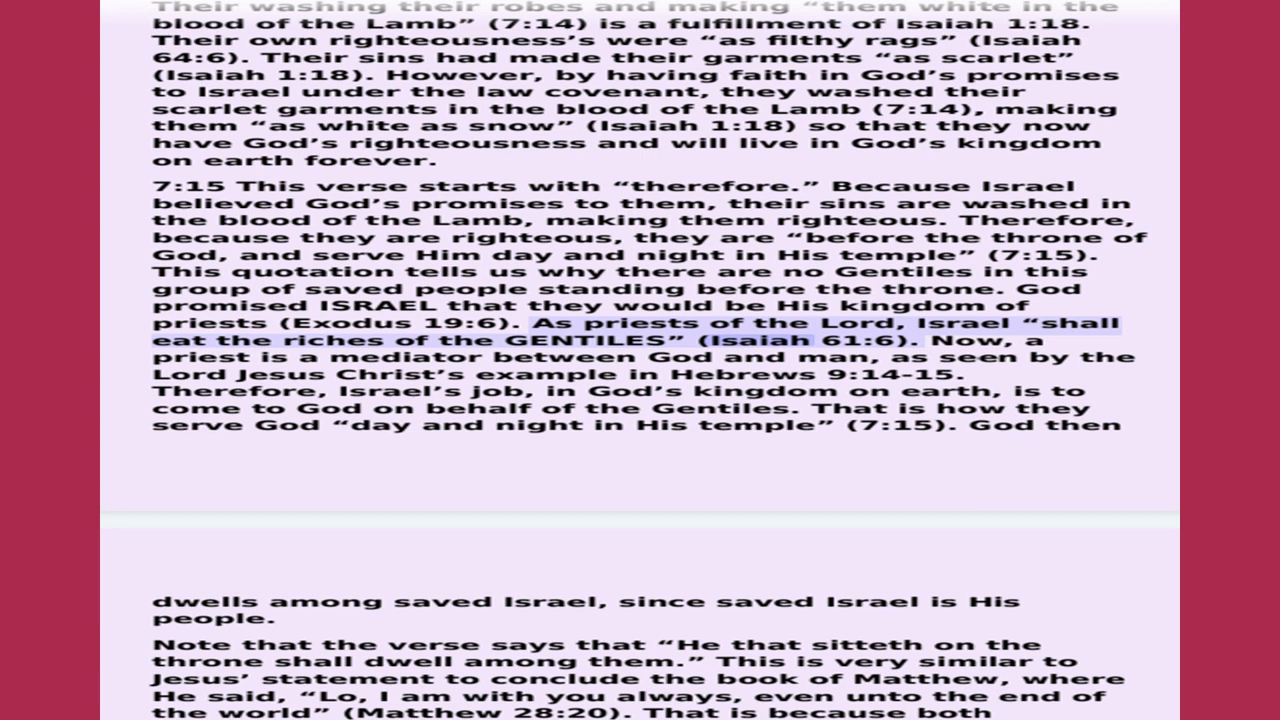 Their washing their robes and making “them white in the
blood of the Lamb” (7:14) is a fulfillment of Isaiah 1:18.
Their own righteousness’s were “as filthy rags” (Isaiah
64:6). Their sins had made their garments “as scarlet”
(Isaiah 1:18). However, by having faith in God’s promises
to Israel under the law covenant, they washed their
scarlet garments in the blood of the Lamb (7:14), making
them “as white as snow” (Isaiah 1:18) so that they now
have God’s righteousness and will live in God’s kingdom
on earth forever.
7:15 This verse starts with “therefore.” Because Israel
believed God’s promises to them, their sins are washed in
the blood of the Lamb, making them righteous. Therefore,
because they are righteous, they are “before the throne of
God, and serve Him day and night in His temple” (7:15).
This quotation tells us why there are no Gentiles in this
group of saved people standing before the throne. God
promised ISRAEL that they would be His kingdom of
priests (Exodus 19:6). As priests of the Lord, Israel “shall
eat the riches of the GENTILES” (Isaiah 61:6). Now, a
priest is a mediator between God and man, as seen by the
Lord Jesus Christ’s example in Hebrews 9:14-15.
Therefore, Israel’s job, in God’s kingdom on earth, is to
come to God on behalf of the Gentiles. That is how they
serve God “day and night in His temple” (7:15). God then
dwells among saved Israel, since saved Israel is His
people.
Note that the verse says that “He that sitteth on the
throne shall dwell among them.” This is very similar to
Jesus’ statement to conclude the book of Matthew, where
He said, “Lo, I am with you always, even unto the end of
the world” (Matthew 28:20). That is because both